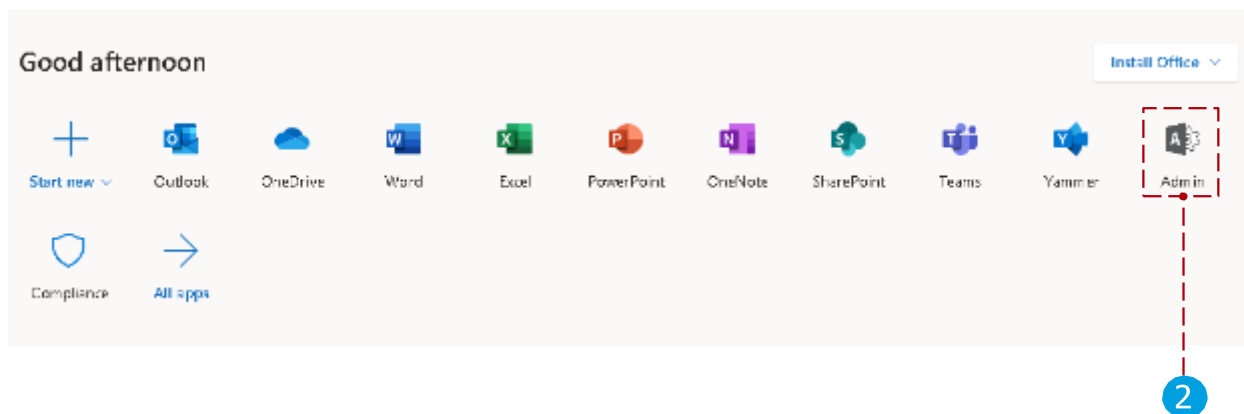 Good afternoon
Install Office
Start new
Outlook
OneDrive
Word
Excel
PowerPoint
OneNote
SharePoint
Teams
Yammer
Admin
Compliance
All apps
2